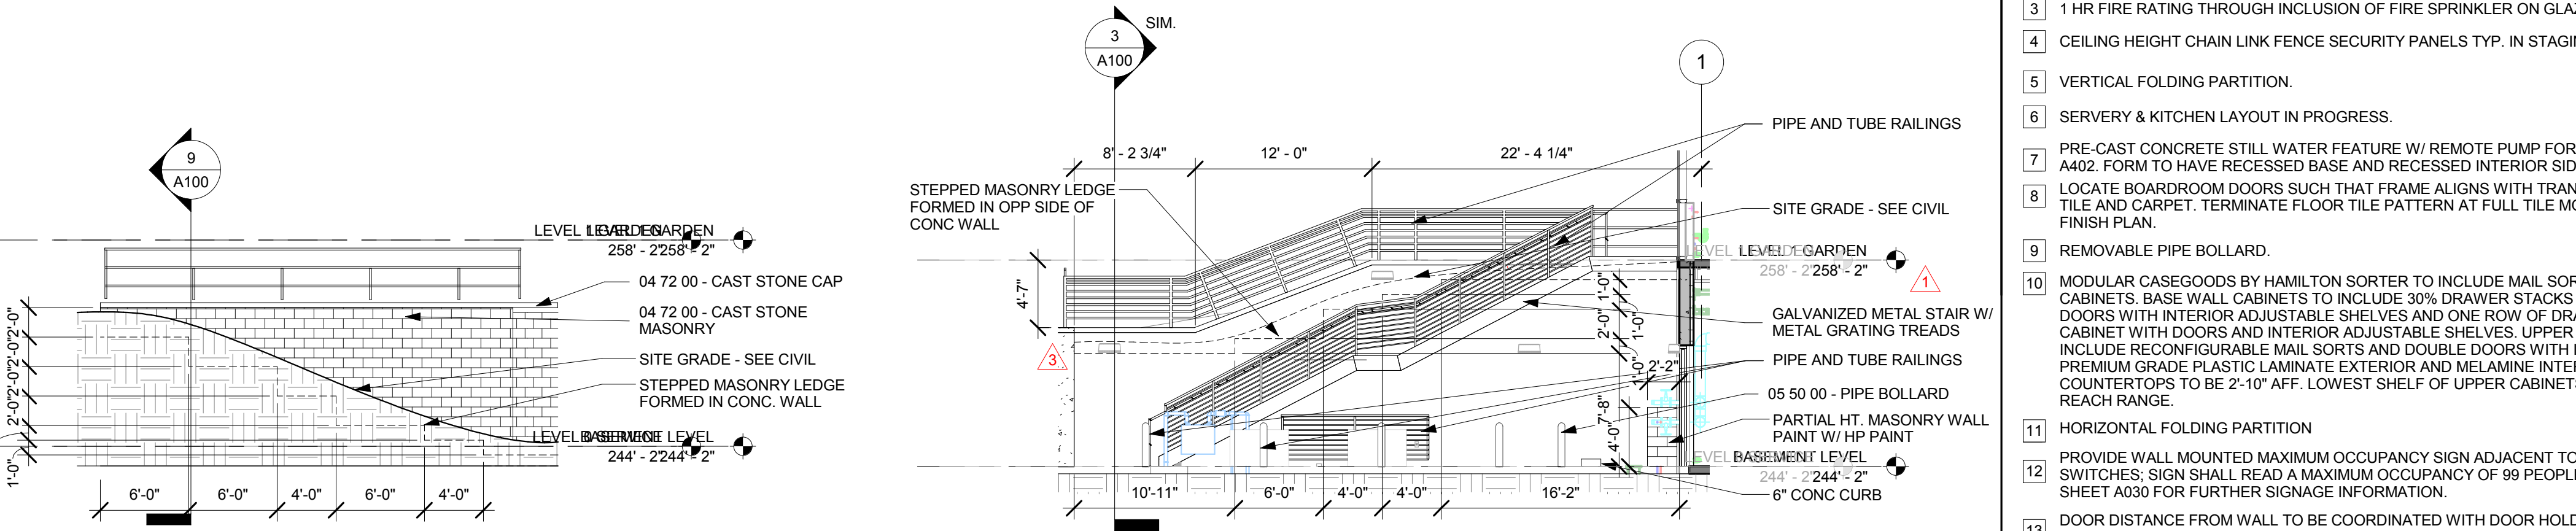 9
A100
LEVEL 1 GARDEN
258' - 2" 258' - 2"
04 72 00 - CAST STONE CAP
04 72 00 - CAST STONE
MASONRY
SITE GRADE - SEE CIVIL
STEPPED MASONRY LEDGE
FORMED IN CONC. WALL
LEVEL
244' - 2" 244' - 2"
2'-0"
2'-0"
2'-0"
2'-0"
2'-0"
1'-0"
6'-0"
6'-0"
4'-0"
6'-0"
4'-0"
3
A100
SIM.
1
8' - 2 3/4"
12' - 0"
22' - 4 1/4"
PIPE AND TUBE RAILINGS
STEPPED MASONRY LEDGE
FORMED IN OPP SIDE OF
CONC WALL
SITE GRADE - SEE CIVIL
LEVEL 1 GARDEN
258' - 2" 258' - 2"
1
4'-7"
3
1'-0"
2'-0"
1'-0"
1'-0"
2'-2"
7'-8"
4'-0"
GALVANIZED METAL STAIR W/
METAL GRATING TREADS
PIPE AND TUBE RAILINGS
05 50 00 - PIPE BOLLARD
PARTIAL HT. MASONRY WALL
PAINT W/ HP PAINT
BASEMENT LEVEL
244' - 2" 244' - 2"
6" CONC CURB
10'-11"
6'-0"
4'-0"
4'-0"
16'-2"
3 1 HR FIRE RATING THROUGH INCLUSION OF FIRE SPRINKLER ON
4 CEILING HEIGHT CHAIN LINK FENCE SECURITY PANELS TYP. IN
5 VERTICAL FOLDING PARTITION.
6 SERVERY & KITCHEN LAYOUT IN PROGRESS.
7 PRE-CAST CONCRETE STILL WATER FEATURE W/ REMOTE PUMP FOR
A402. FORM TO HAVE RECESSED BASE AND RECESSED INTERIOR
8 LOCATE BOARDROOM DOORS SUCH THAT FRAME ALIGNS WITH
TILE AND CARPET. TERMINATE FLOOR TILE PATTERN AT FULL TILE
FINISH PLAN.
9 REMOVABLE PIPE BOLLARD.
10 MODULAR CASEGOODS BY HAMILTON SORTER TO INCLUDE MAIL
CABINETS. BASE WALL CABINETS TO INCLUDE 30% DRAWER STACKS
DOORS WITH INTERIOR ADJUSTABLE SHELVES AND ONE ROW OF
CABINET WITH DOORS AND INTERIOR ADJUSTABLE SHELVES. UPPER
INCLUDE RECONFIGURABLE MAIL SORTS AND DOUBLE DOORS WITH
PREMIUM GRADE PLASTIC LAMINATE EXTERIOR AND MELAMINE
COUNTERTOPS TO BE 2'-10" AFF. LOWEST SHELF OF UPPER
REACH RANGE.
11 HORIZONTAL FOLDING PARTITION
12 PROVIDE WALL MOUNTED MAXIMUM OCCUPANCY SIGN ADJACENT TO
SWITCHES; SIGN SHALL READ A MAXIMUM OCCUPANCY OF 99
SHEET A030 FOR FURTHER SIGNAGE INFORMATION.
13 DOOR DISTANCE FROM WALL TO BE COORDINATED WITH DOOR